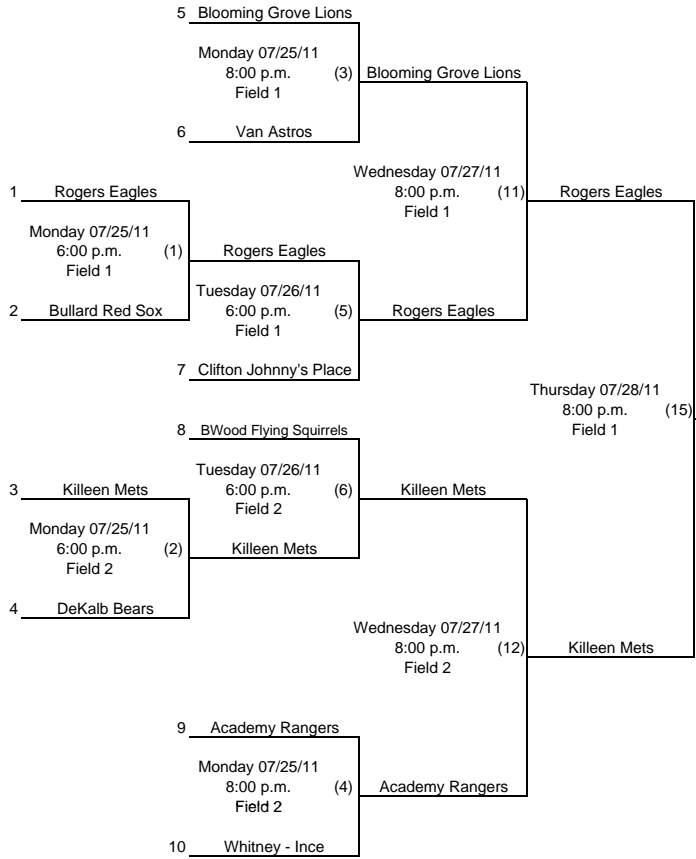 5 Blooming Grove Lions
Monday 07/25/11
8:00 p.m. (3) Blooming Grove Lions
Field 1
6 Van Astros
Wednesday 07/27/11
1 Rogers Eagles 8:00 p.m. (11) Rogers Eagles
Field 1
Monday 07/25/11
6:00 p.m. (1) Rogers Eagles
Field 1
Tuesday 07/26/11
2 Bullard Red Sox 6:00 p.m. (5) Rogers Eagles
Field 1
7 Clifton Johnny's Place
Thursday 07/28/11
8:00 p.m. (15)
8 BWood Flying Squirrels Field 1
Tuesday 07/26/11
3 Killeen Mets 6:00 p.m. (6) Killeen Mets
Field 2
Monday 07/25/11
6:00 p.m. (2) Killeen Mets
Field 2
4 DeKalb Bears
Wednesday 07/27/11
8:00 p.m. (12) Killeen Mets
Field 2
9 Academy Rangers
Monday 07/25/11
8:00 p.m. (4) Academy Rangers
Field 2
10 Whitney - Ince